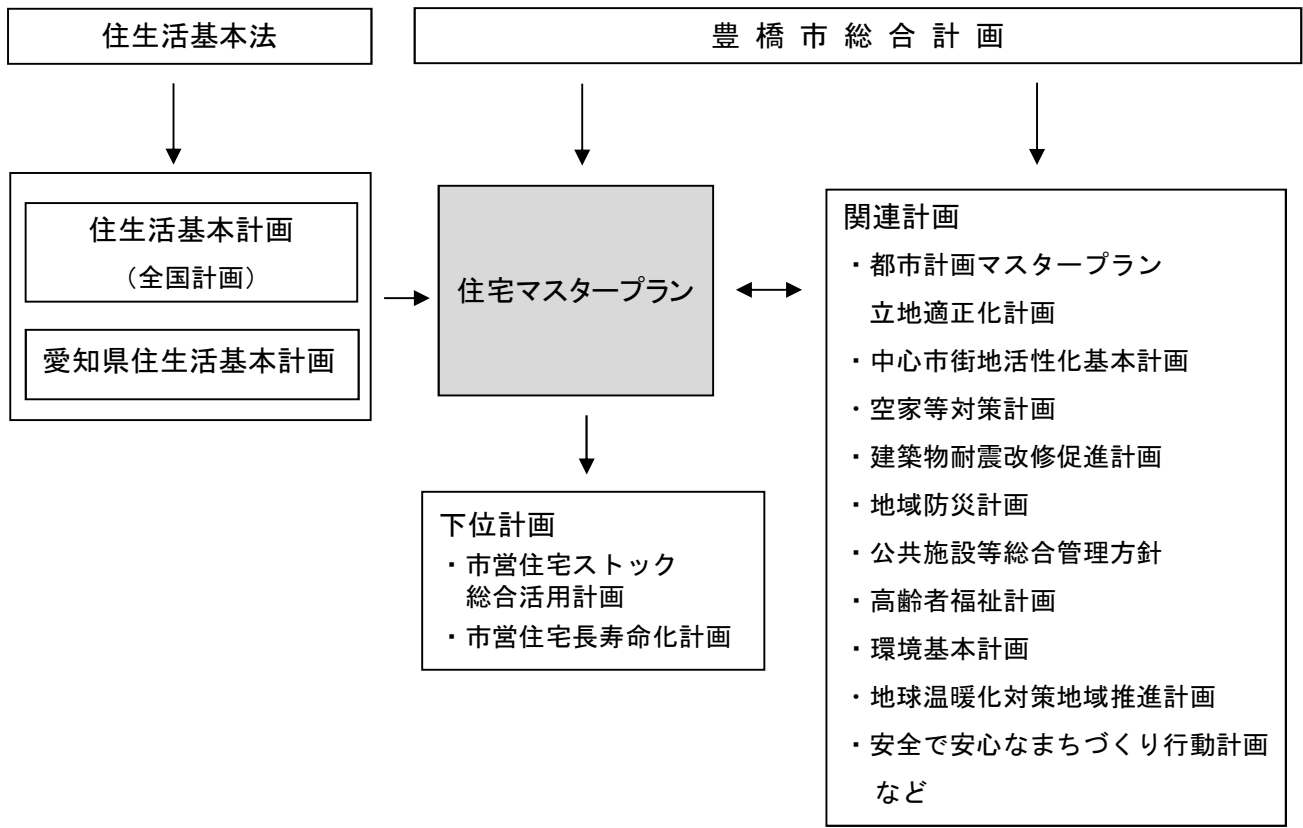 住生活基本法
豊橋市総合計画
住生活基本計画
（全国計画）
愛知県住生活基本計画
住宅マスタープラン
下位計画
・市営住宅ストック
総合活用計画
・市営住宅長寿命化計画
関連計画
・都市計画マスタープラン
立地適正化計画
・中心市街地活性化基本計画
・空家等対策計画
・建築物耐震改修促進計画
・地域防災計画
・公共施設等総合管理方針
・高齢者福祉計画
・環境基本計画
・地球温暖化対策地域推進計画
・安全で安心なまちづくり行動計画
など